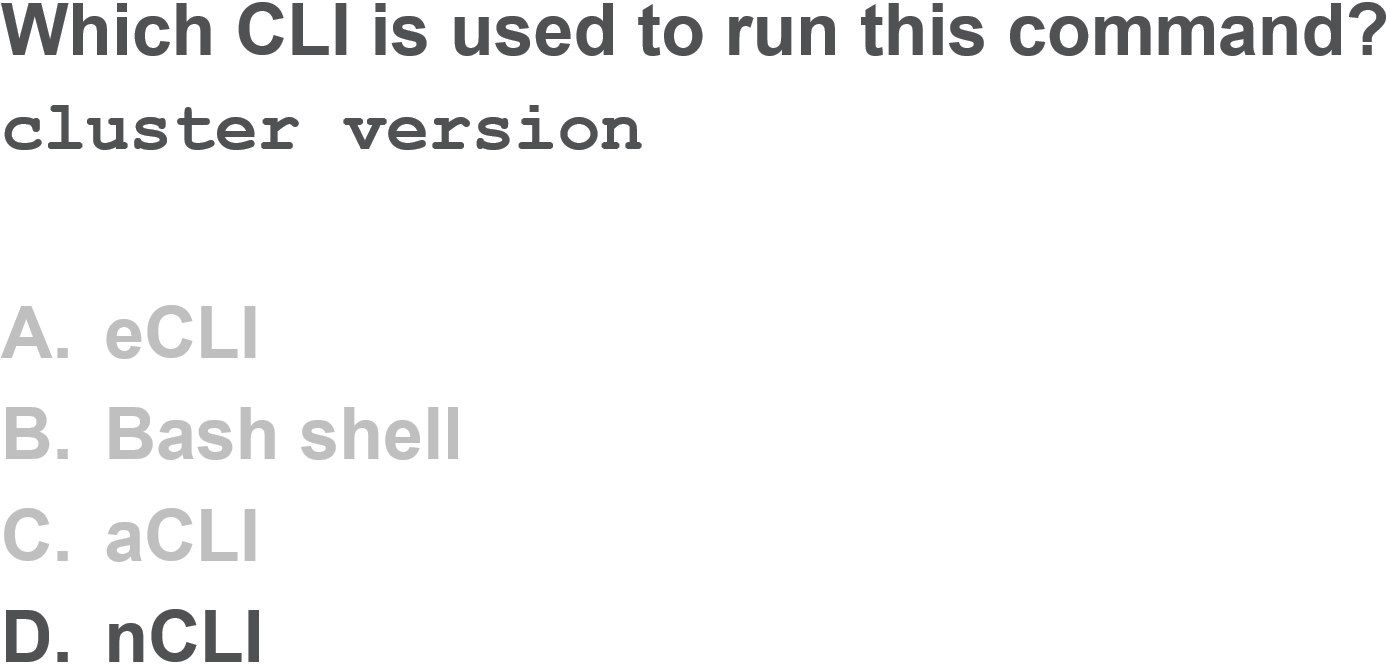 Which CLI is used to run this command?
cluster version
A. eCLI
B. Bash shell
C. aCLI
D. nCLI